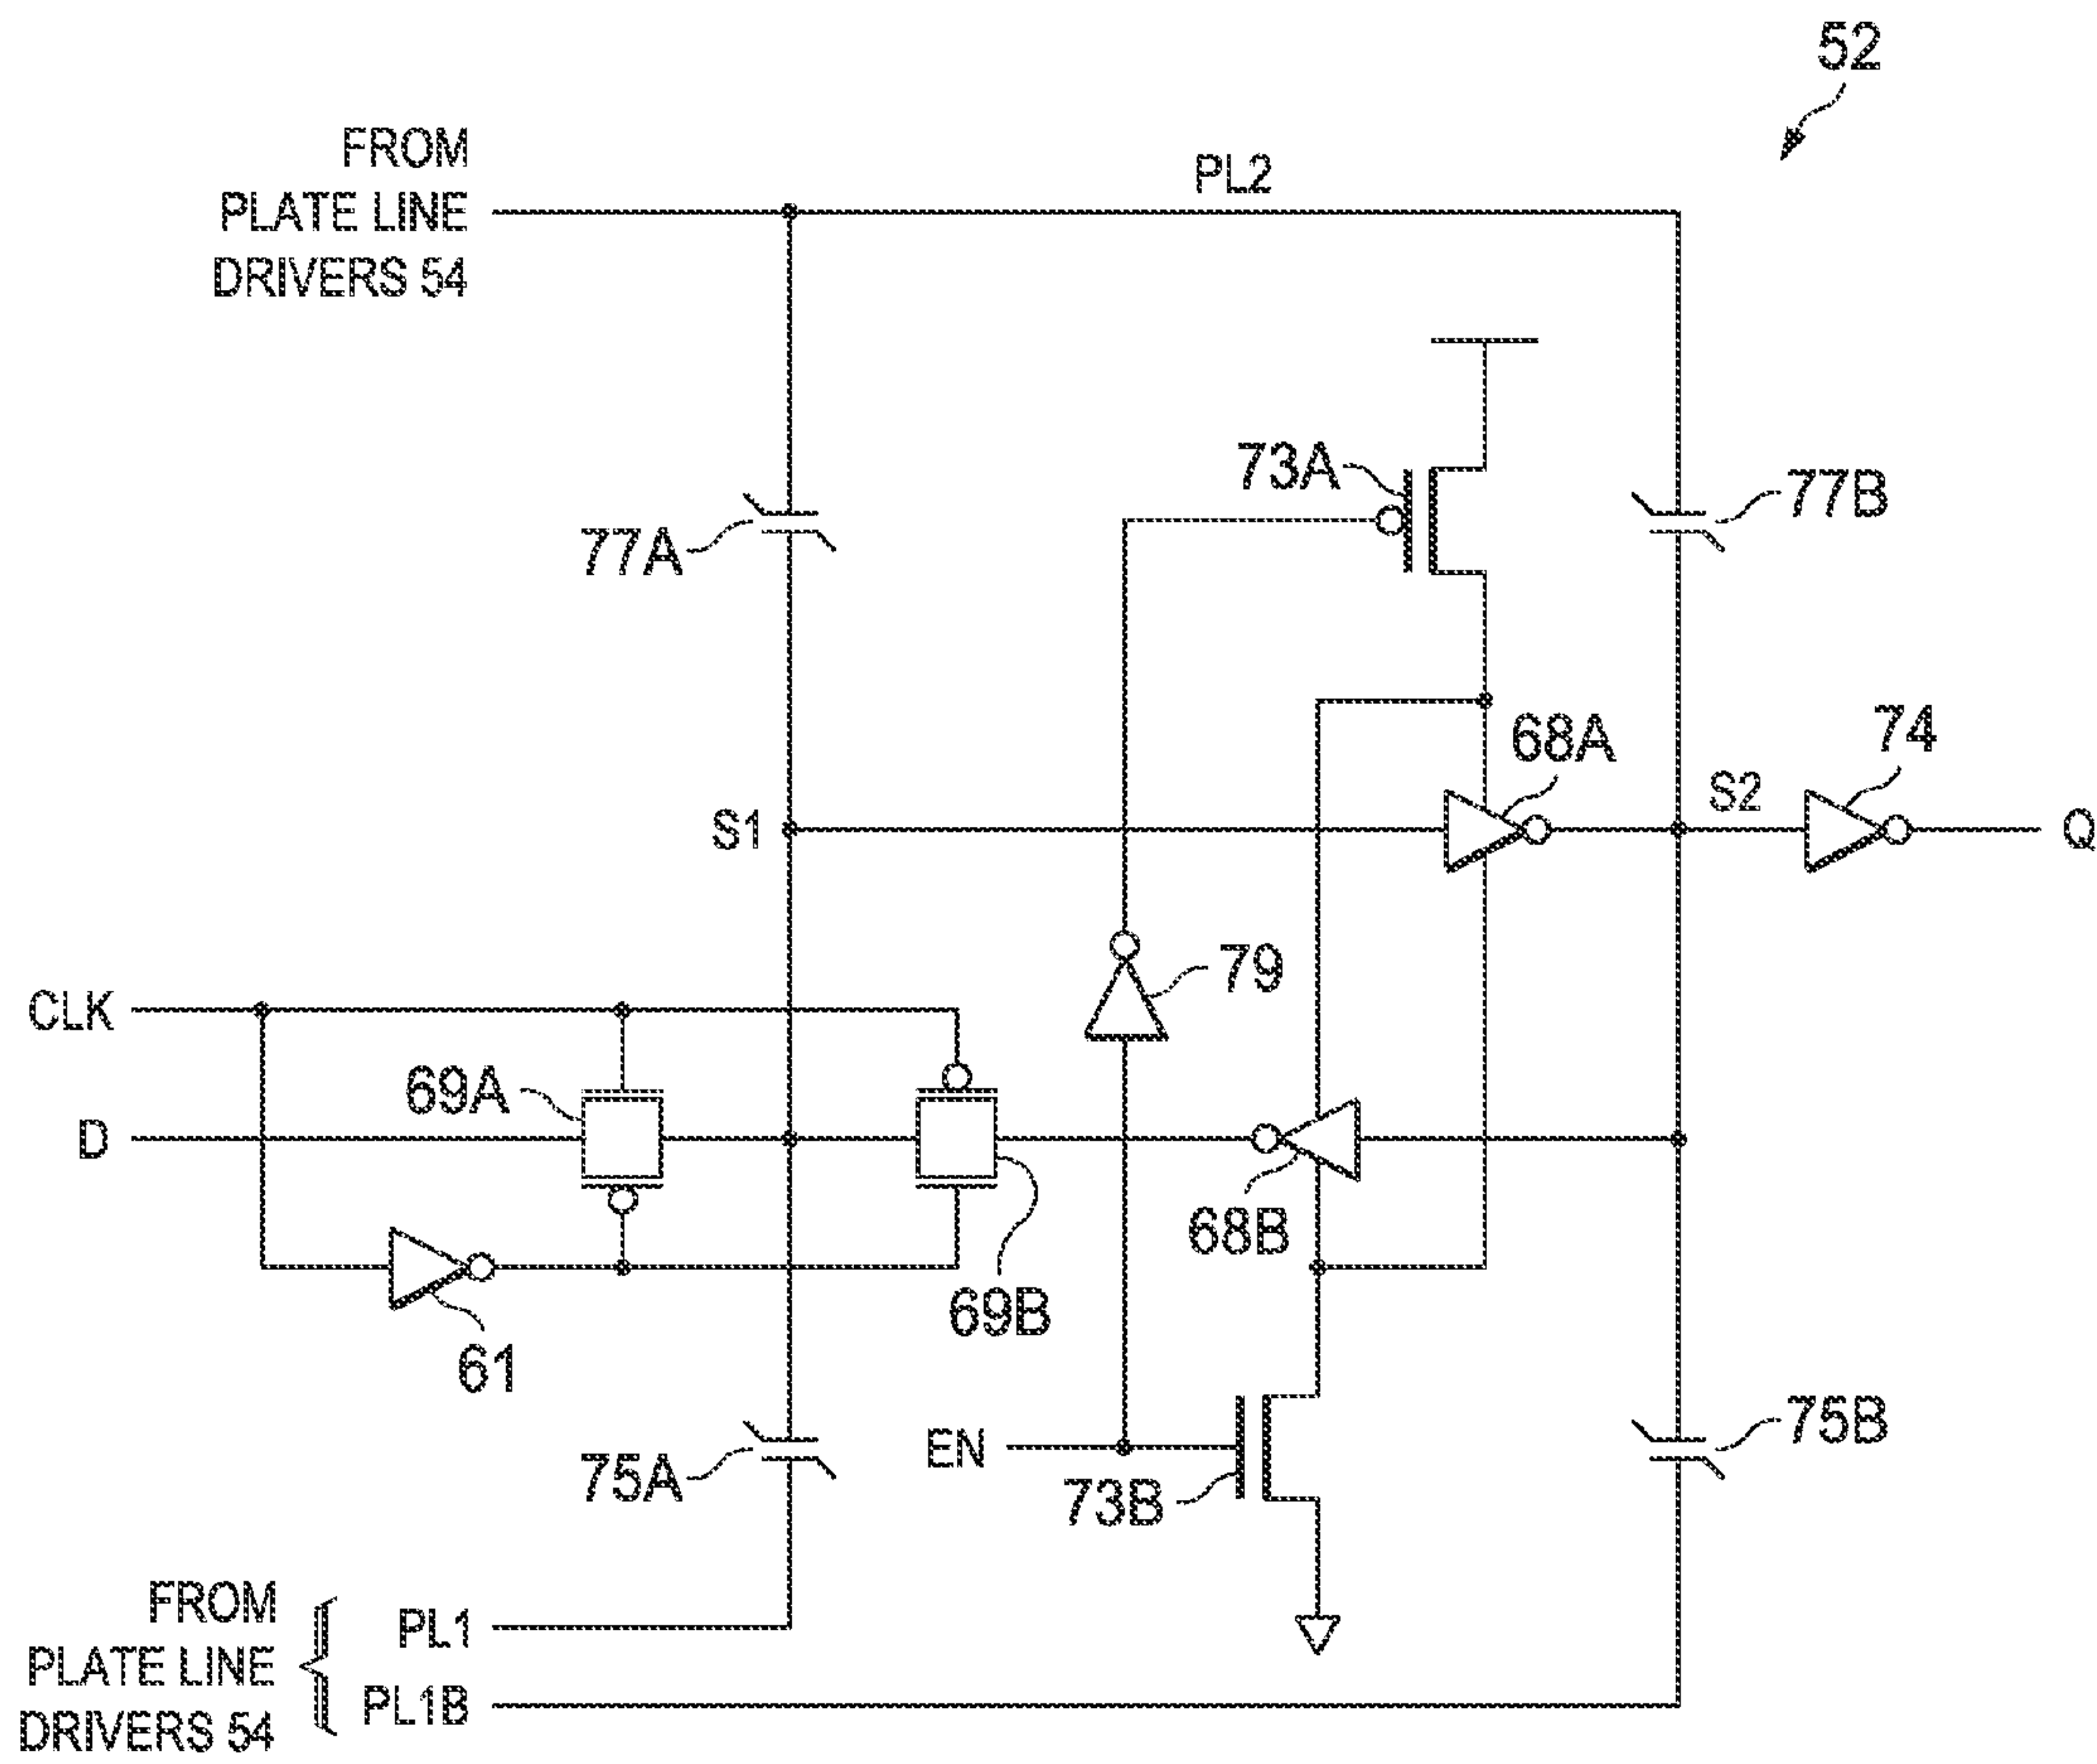 52
FROM
PLATE LINE
DRIVERS 54
PL2
73A
77A
77B
68A
74
S1
S2
Q
79
CLK
69A
D
68B
69B
61
EN
75A
75B
73B
FROM
PLATE LINE
DRIVERS 54
PL1
PL1B